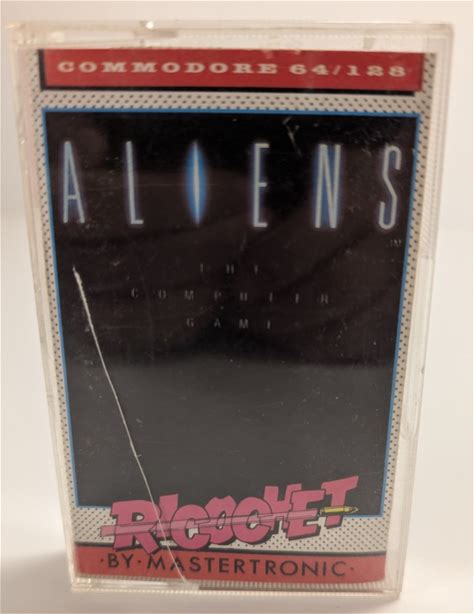 COMMODORE 64/128
ALIENS
TM
THE
COMPUTER
GAME
RICOCHET
·BY·MASTERTRONIC·